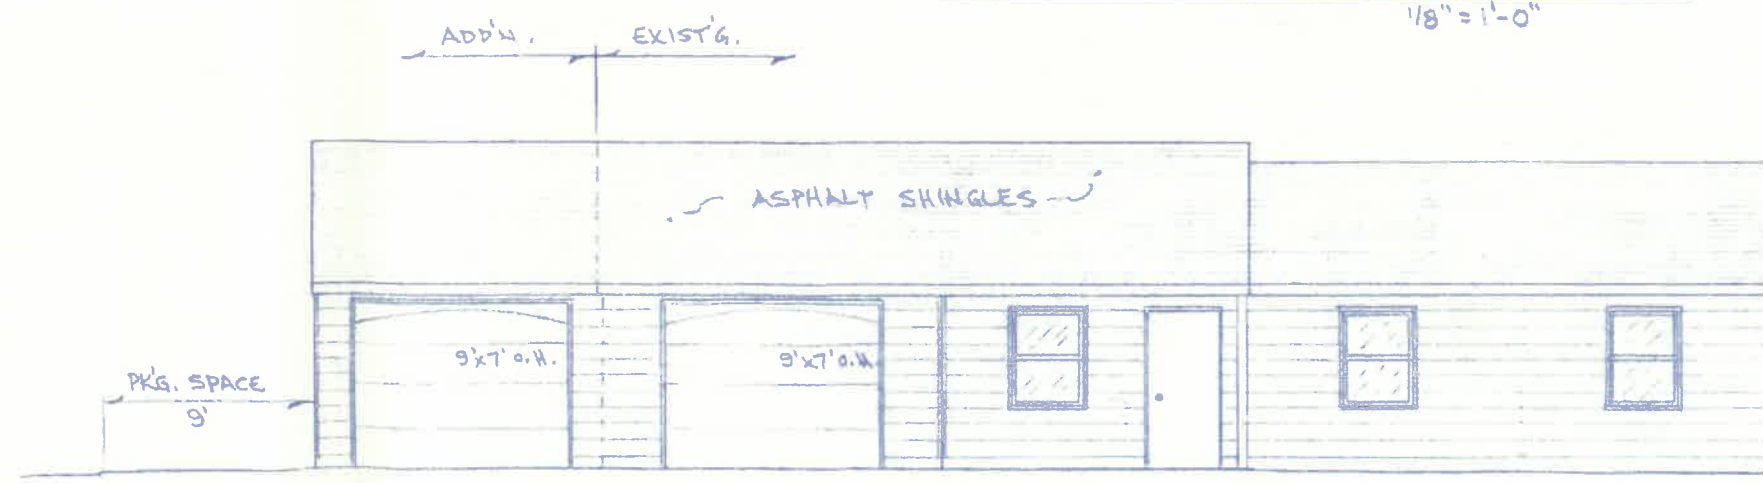 1/8" = 1'-0"
ADD'N. EXIST'G.
ASPHALT SHINGLES
9'x7' O.H. 9'x7' O.H.
PK'G. SPACE
9'